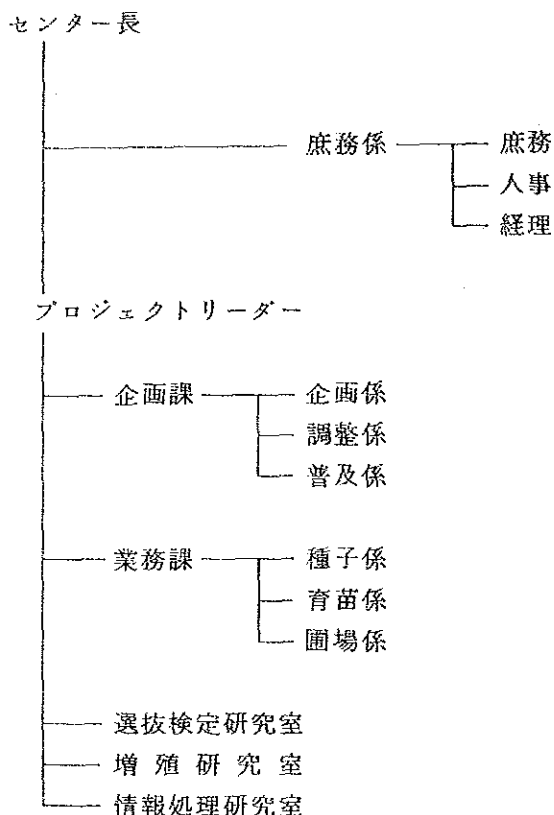 センター長
庶務係 庶務
人事
経理
プロジェクトリーダー
企画課 企画係
調整係
普及係
業務課 種子係
育苗係
圃場係
選抜検定研究室
増殖研究室
情報処理研究室